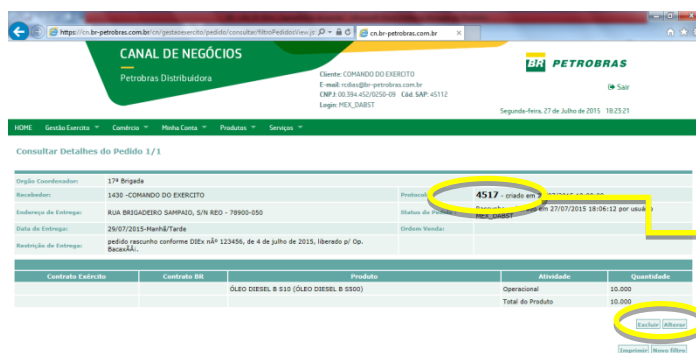 https://cn.br-petrobras.com.br/cn/gestaoexercito/pedido/consultar/filtroPedidosView.js
cn.br-petrobras.com.br
CANAL DE NEGÓCIOS
Petrobras Distribuidora
Cliente: COMANDO DO EXERCITO
E-mail: rcdias@br-petrobras.com.br
CNPJ: 00.394.452/0250-09 Cód. SAP: 45112
Login: MEX_DABST
BR PETROBRAS
Sair
Segunda-feira, 27 de Julho de 2015 18:23:21
HOME Gestão Exercito Comércio Minha Conta Produtos Serviços
Consultar Detalhes do Pedido 1/1
Orgão Coordenador: 17ª Brigada
Recebedor: 1430 -COMANDO DO EXERCITO Protocolo 4517 - criado em 27/07/2015
Endereço de Entrega: RUA BRIGADEIRO SAMPAIO, S/N REO - 78900-050 Status do Pedido em 27/07/2015 18:06:12 por usuário MEX_DABST
Data de Entrega: 29/07/2015-Manhã/Tarde Ordem Venda:
Restrição de Entrega: pedido rascunho conforme DIEx nÂº 123456, de 4 de julho de 2015, liberado p/ Op.
Contrato Exército Contrato BR Produto Atividade Quantidade
ÓLEO DIESEL B S10 (ÓLEO DIESEL B S500) Operacional 10.000
Total do Produto 10.000
Excluir Alterar
Imprimir Novo filtro